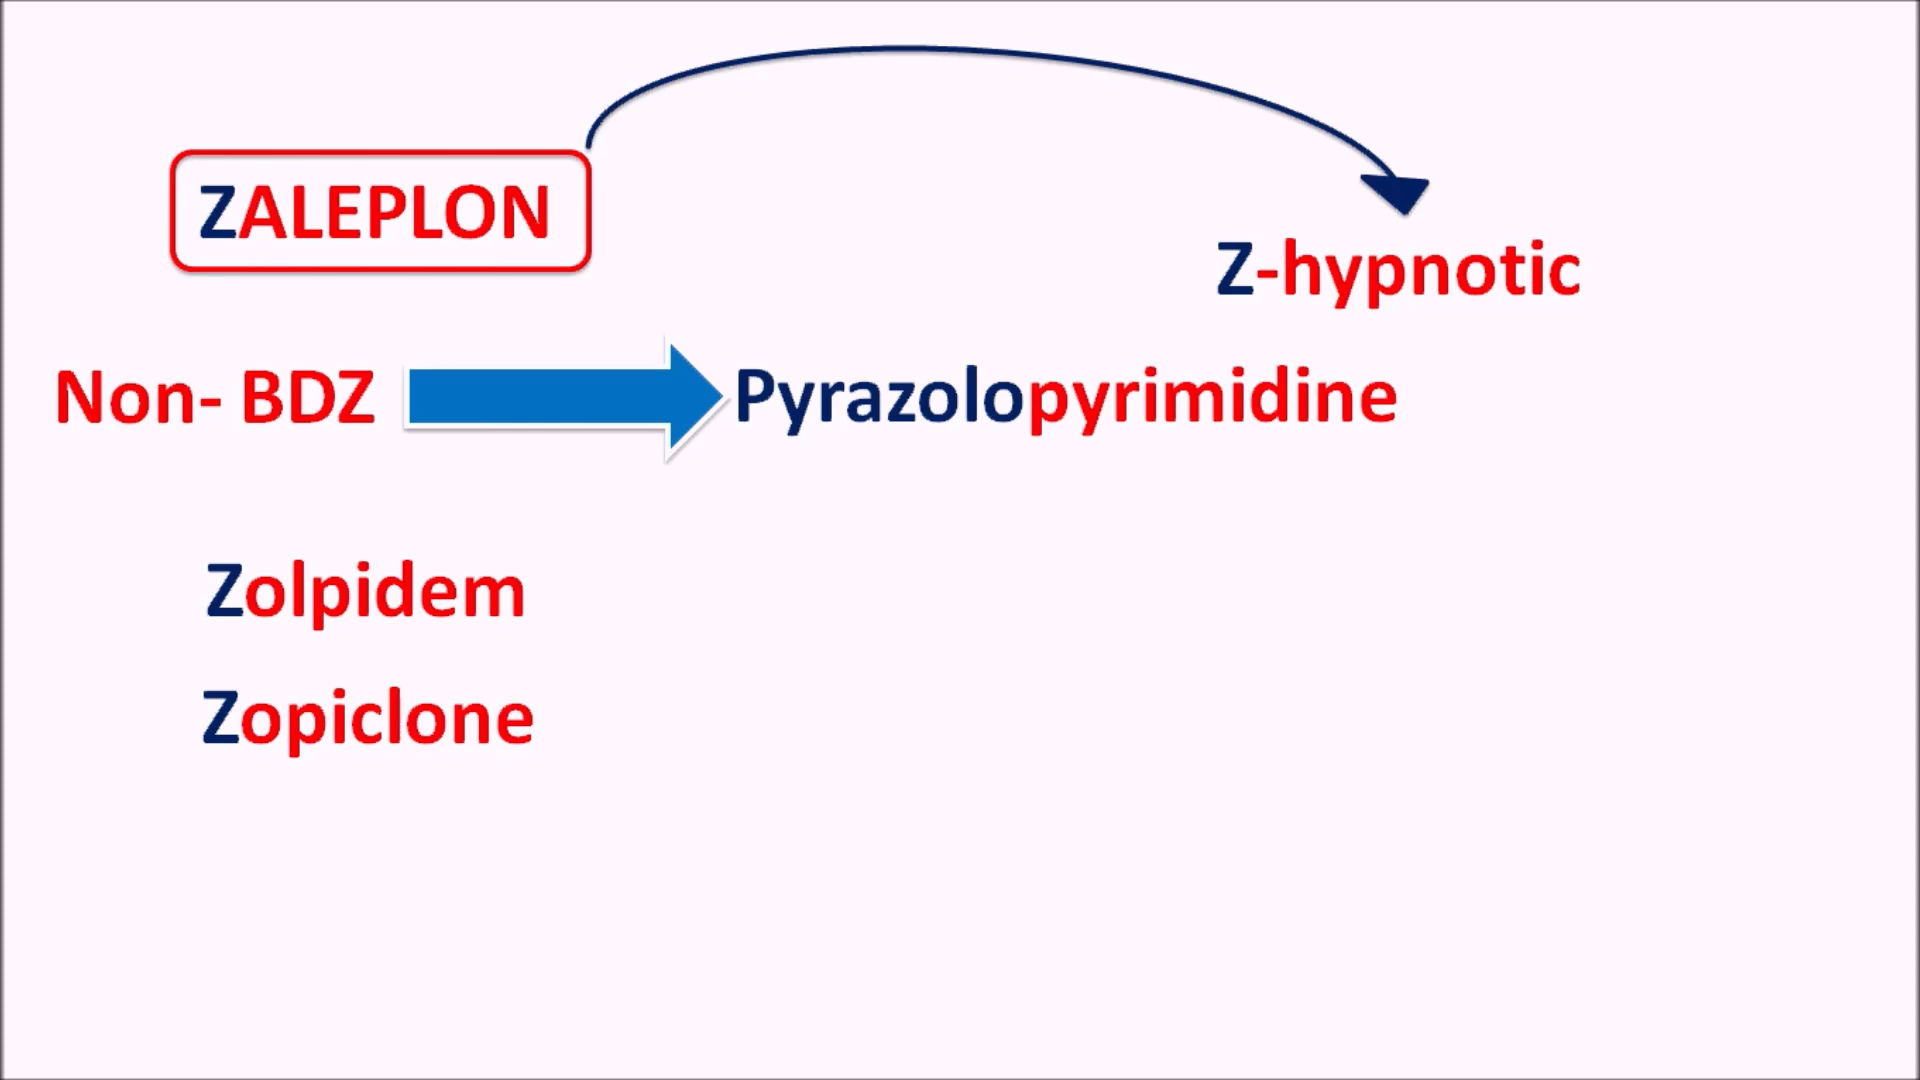 ZALEPLON
Z-hypnotic
Non- BDZ
Pyrazolopyrimidine
Zolpidem
Zopiclone